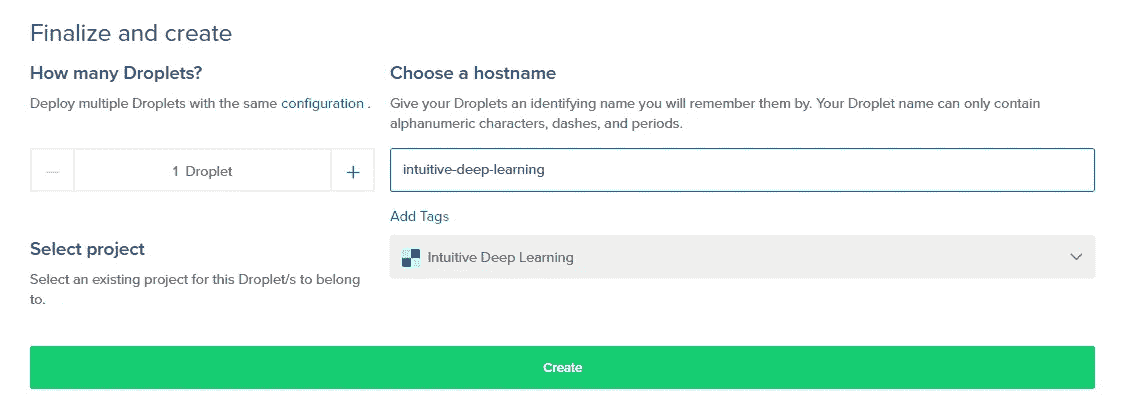 Finalize and create
How many Droplets?
Deploy multiple Droplets with the same configuration .
1 Droplet
Choose a hostname
Give your Droplets an identifying name you will remember them by. Your Droplet name can only contain
alphanumeric characters, dashes, and periods.
intuitive-deep-learning
Add Tags
Select project
Select an existing project for this Droplet/s to belong
to.
Intuitive Deep Learning
Create